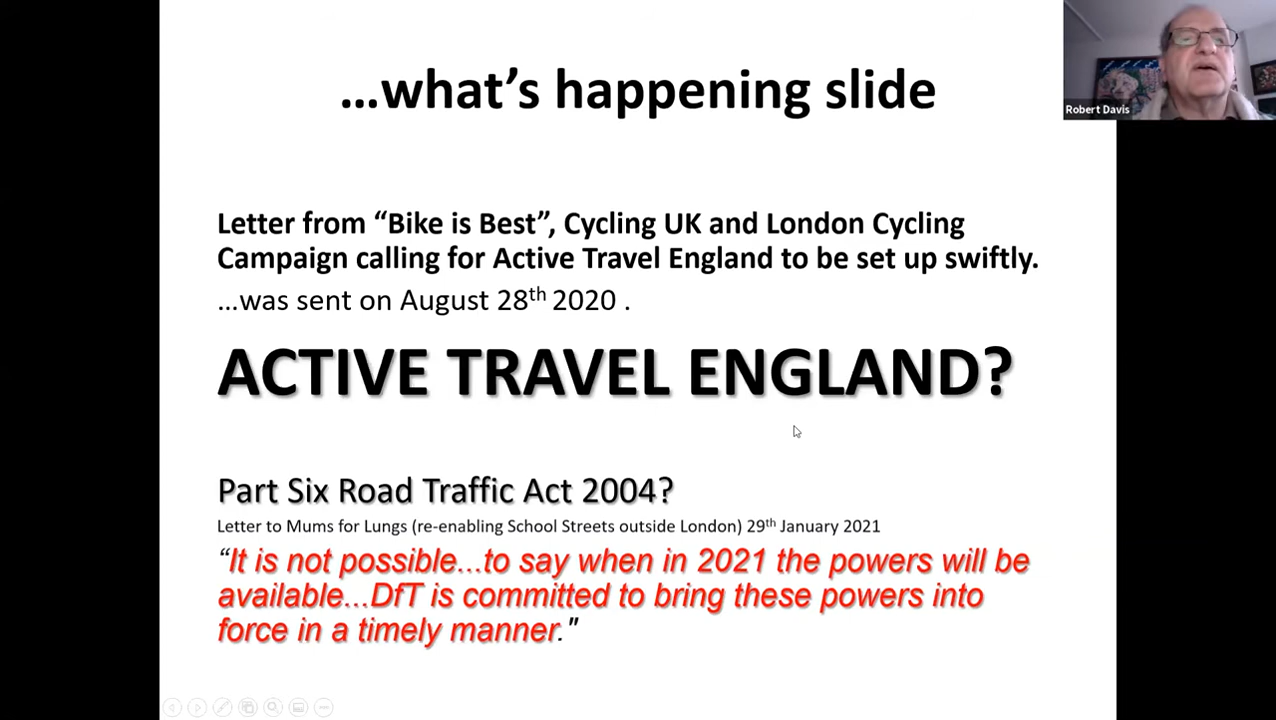 ...what's happening slide
Robert Davis
Letter from “Bike is Best”, Cycling UK and London Cycling
Campaign calling for Active Travel England to be set up swiftly.
...was sent on August 28th 2020 .
ACTIVE TRAVEL ENGLAND?
Part Six Road Traffic Act 2004?
Letter to Mums for Lungs (re-enabling School Streets outside London) 29th January 2021
“It is not possible...to say when in 2021 the powers will be
available...DfT is committed to bring these powers into
force in a timely manner."